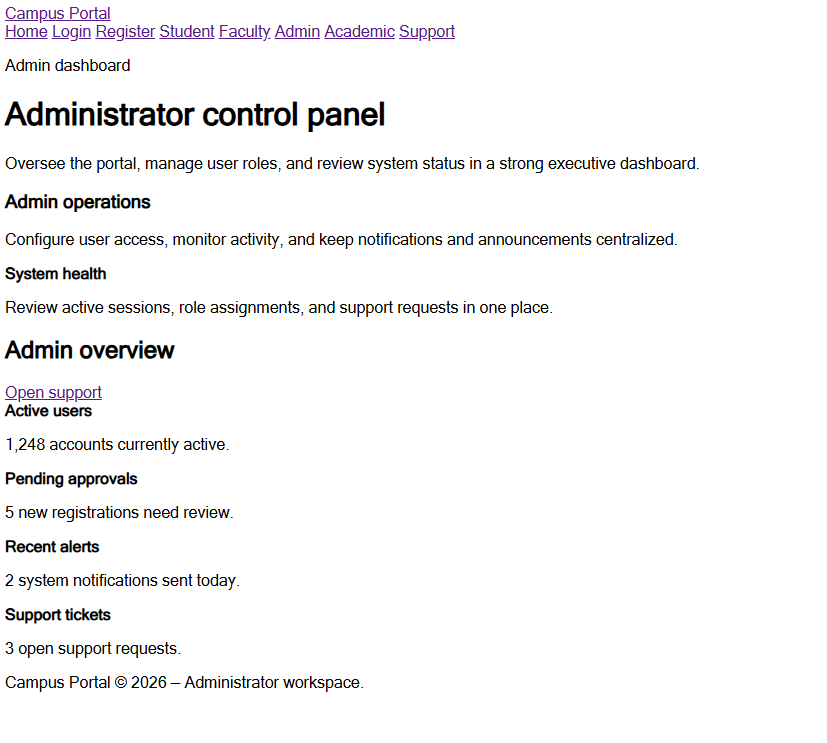 Campus Portal
Home Login Register Student Faculty Admin Academic Support
Admin dashboard
Administrator control panel
Oversee the portal, manage user roles, and review system status in a strong executive dashboard.
Admin operations
Configure user access, monitor activity, and keep notifications and announcements centralized.
System health
Review active sessions, role assignments, and support requests in one place.
Admin overview
Open support
Active users
1,248 accounts currently active.
Pending approvals
5 new registrations need review.
Recent alerts
2 system notifications sent today.
Support tickets
3 open support requests.
Campus Portal © 2026 — Administrator workspace.